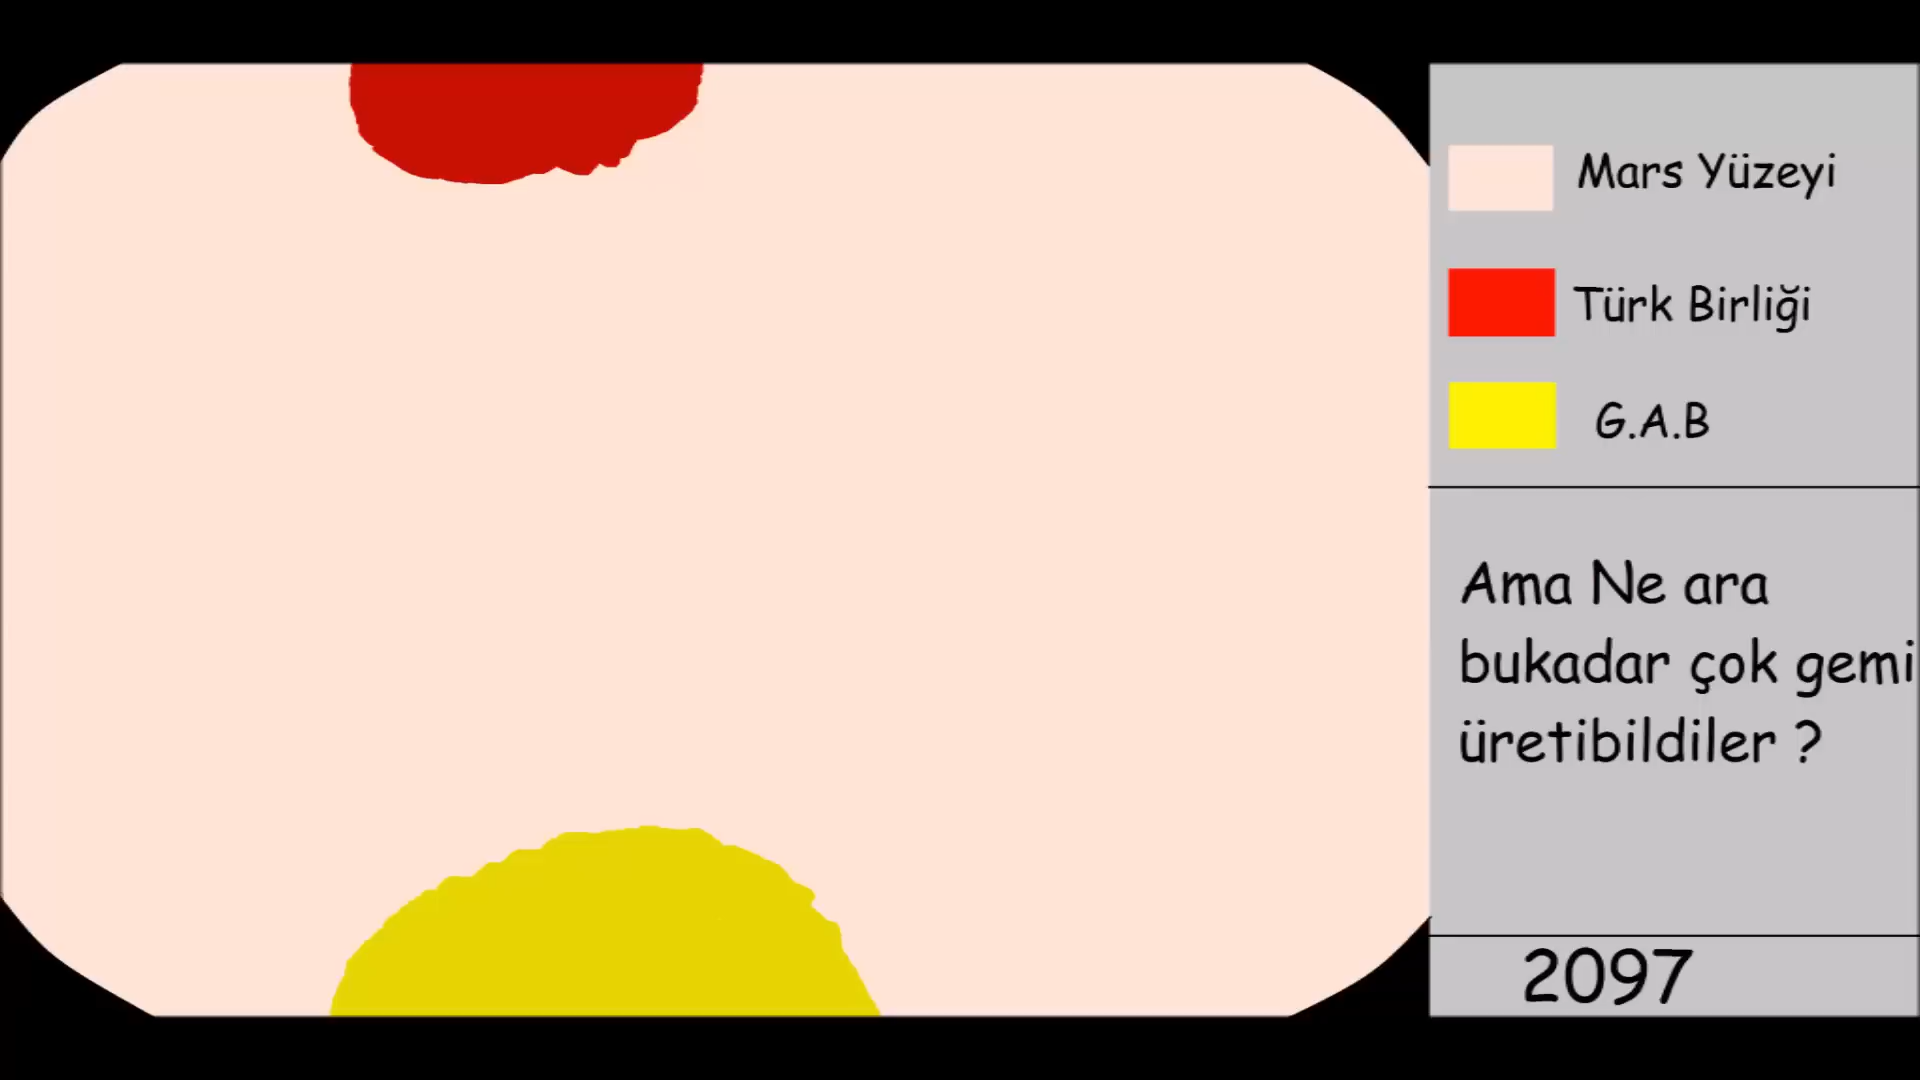 Mars Yüzeyi
Türk Birliği
G.A.B
Ama Ne ara
bukadar çok gemi
üretibildiler ?
2097